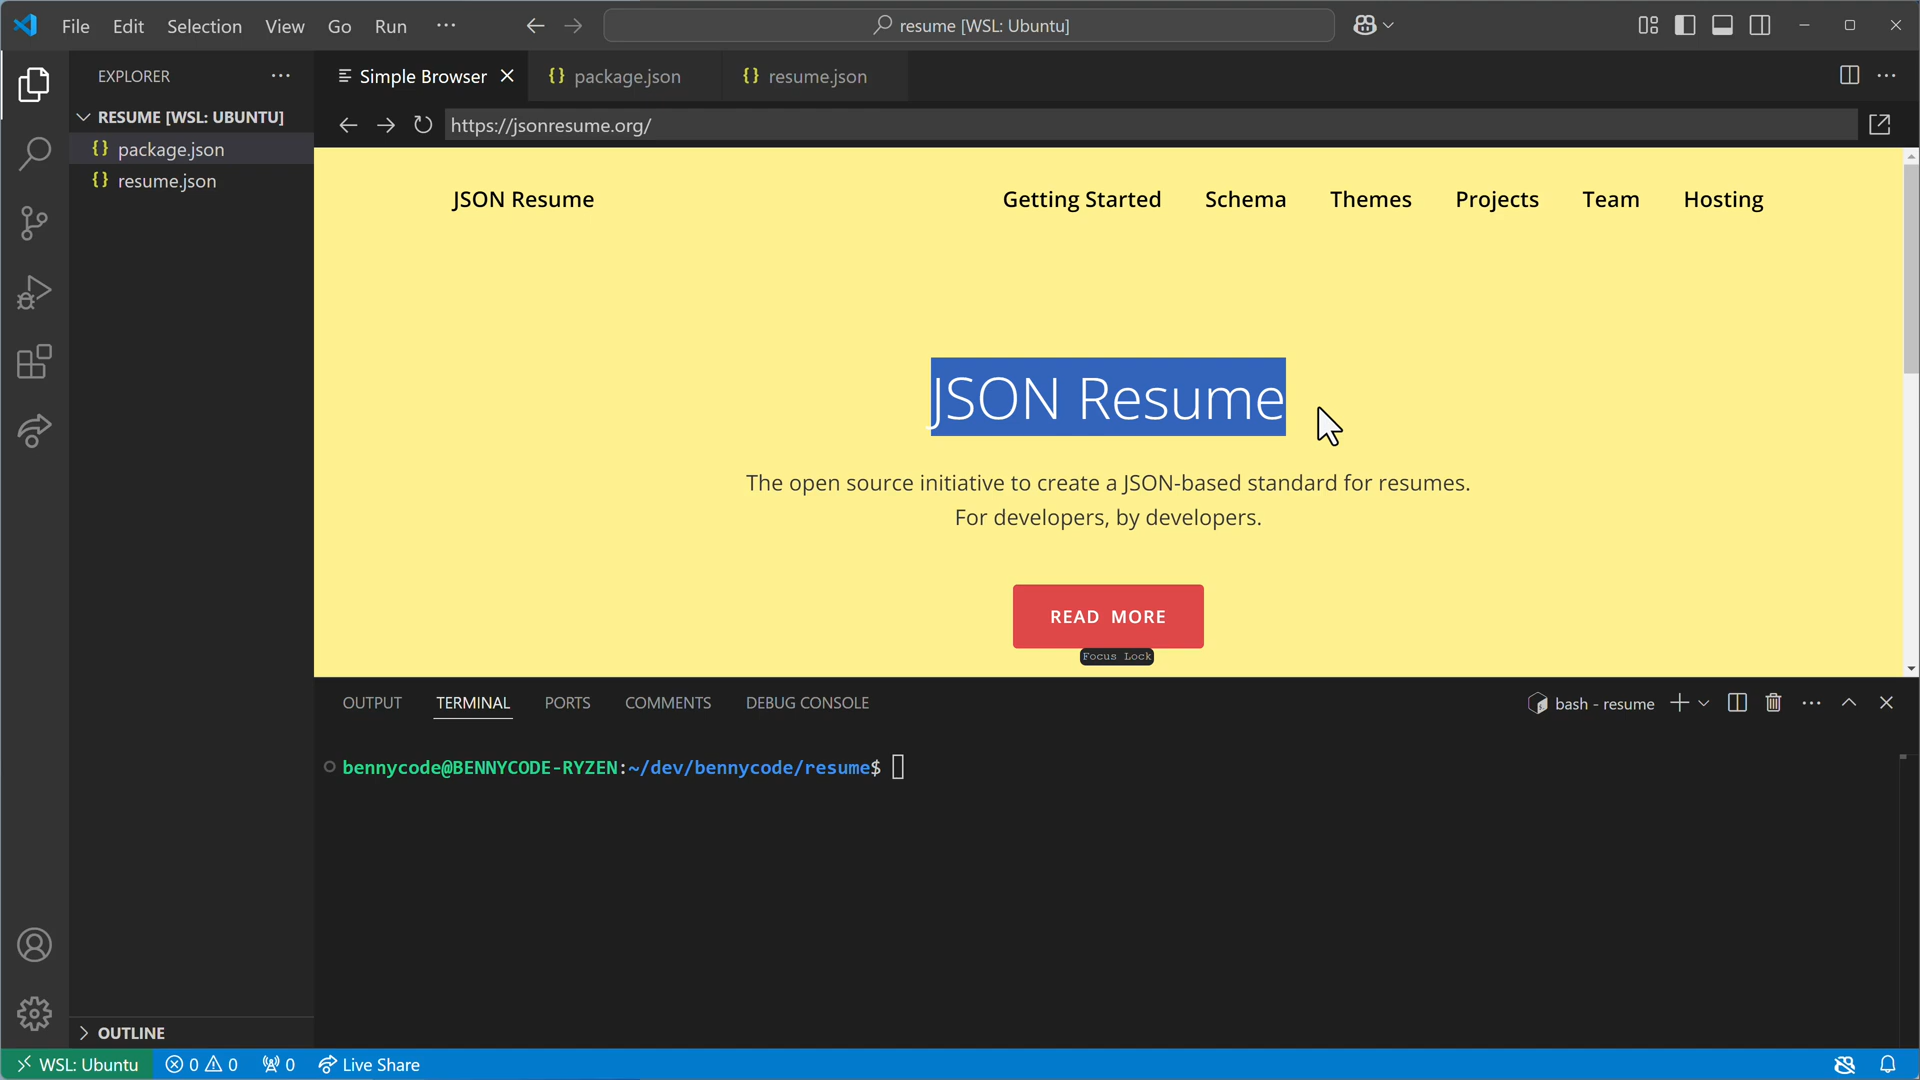 File Edit Selection View Go Run ··· resume [WSL: Ubuntu]
EXPLORER ···
RESUME [WSL: UBUNTU]
{} package.json
{} resume.json
Simple Browser {} package.json {} resume.json
https://jsonresume.org/
JSON Resume Getting Started Schema Themes Projects Team Hosting
JSON Resume
The open source initiative to create a JSON-based standard for resumes.
For developers, by developers.
READ MORE
Focus Lock
OUTPUT TERMINAL PORTS COMMENTS DEBUG CONSOLE bash - resume
bennycode@BENNYCODE-RYZEN:~/dev/bennycode/resume$
OUTLINE
WSL: Ubuntu 0 0 0 Live Share